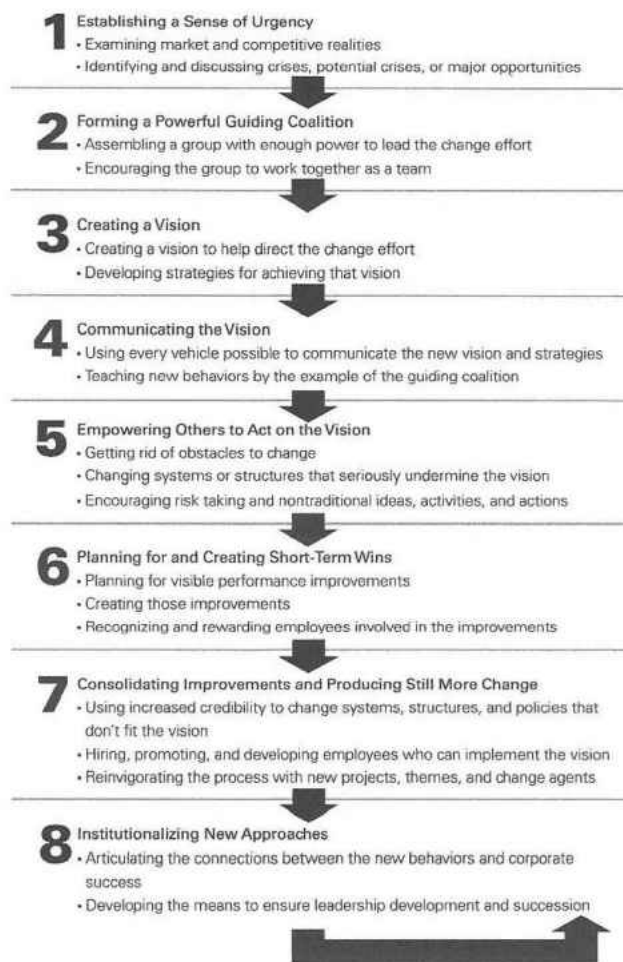 1 Establishing a Sense of Urgency
• Examining market and competitive realities
• Identifying and discussing crises, potential crises, or major opportunities
2 Forming a Powerful Guiding Coalition
• Assembling a group with enough power to lead the change effort
• Encouraging the group to work together as a team
3 Creating a Vision
• Creating a vision to help direct the change effort
• Developing strategies for achieving that vision
4 Communicating the Vision
• Using every vehicle possible to communicate the new vision and strategies
• Teaching new behaviors by the example of the guiding coalition
5 Empowering Others to Act on the Vision
• Getting rid of obstacles to change
• Changing systems or structures that seriously undermine the vision
• Encouraging risk taking and nontraditional ideas, activities, and actions
6 Planning for and Creating Short-Term Wins
• Planning for visible performance improvements
• Creating those improvements
• Recognizing and rewarding employees involved in the improvements
7 Consolidating Improvements and Producing Still More Change
• Using increased credibility to change systems, structures, and policies that
don't fit the vision
• Hiring, promoting, and developing employees who can implement the vision
• Reinvigorating the process with new projects, themes, and change agents
8 Institutionalizing New Approaches
• Articulating the connections between the new behaviors and corporate
success
• Developing the means to ensure leadership development and succession